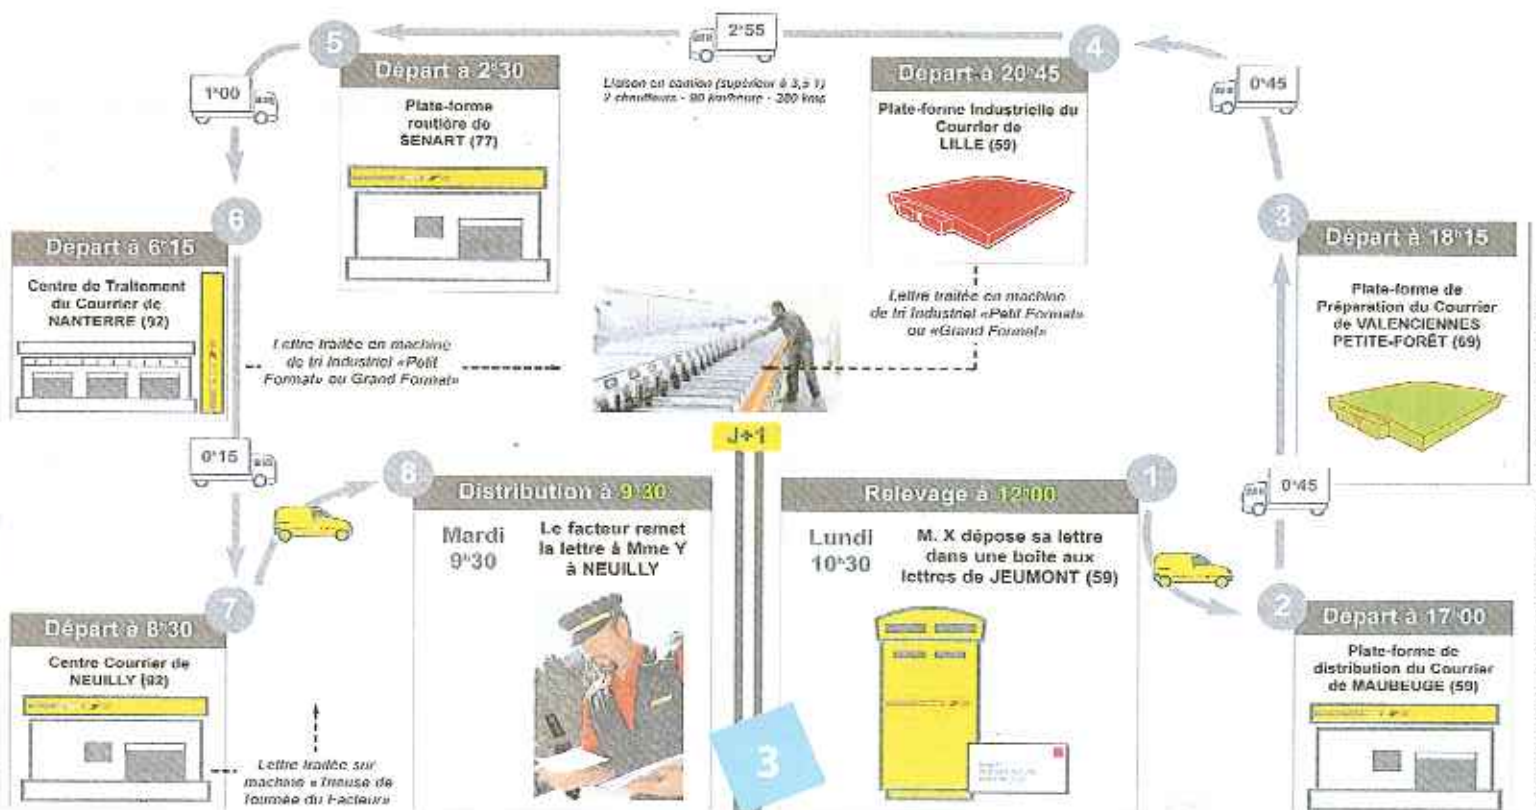 1
Relevage à 12h00
Lundi
10h30
M. X dépose sa lettre
dans une boîte aux
lettres de JEUMONT (59)
2
Départ à 17h00
Plate-forme de
distribution du Courrier
de MAUBEUGE (59)
0h45
3
Départ à 18h15
Plate-forme de
Préparation du Courrier
de VALENCIENNES
PETITE-FORÊT (59)
0h45
4
Départ à 20h45
Plate-forme Industrielle du
Courrier de
LILLE (59)
Lettre traitée en machine
de tri Industriel «Petit Format»
ou «Grand Format»
2h55
Liaison en camion (supérieur à 3,5 T)
2 chauffeurs - 90 km/heure - 280 kms
5
Départ à 2h30
Plate-forme
routière de
SENART (77)
1h00
6
Départ à 6h15
Centre de Traitement
du Courrier de
NANTERRE (92)
Lettre traitée en machine
de tri Industriel «Petit
Format» ou Grand Format»
0h15
7
Départ à 8h30
Centre Courrier de
NEUILLY (92)
Lettre traitée sur
machine «Trieuse de
Tournée du Facteur»
8
Distribution à 9h30
Mardi
9h30
Le facteur remet
la lettre à Mme Y
à NEUILLY
J+1
3